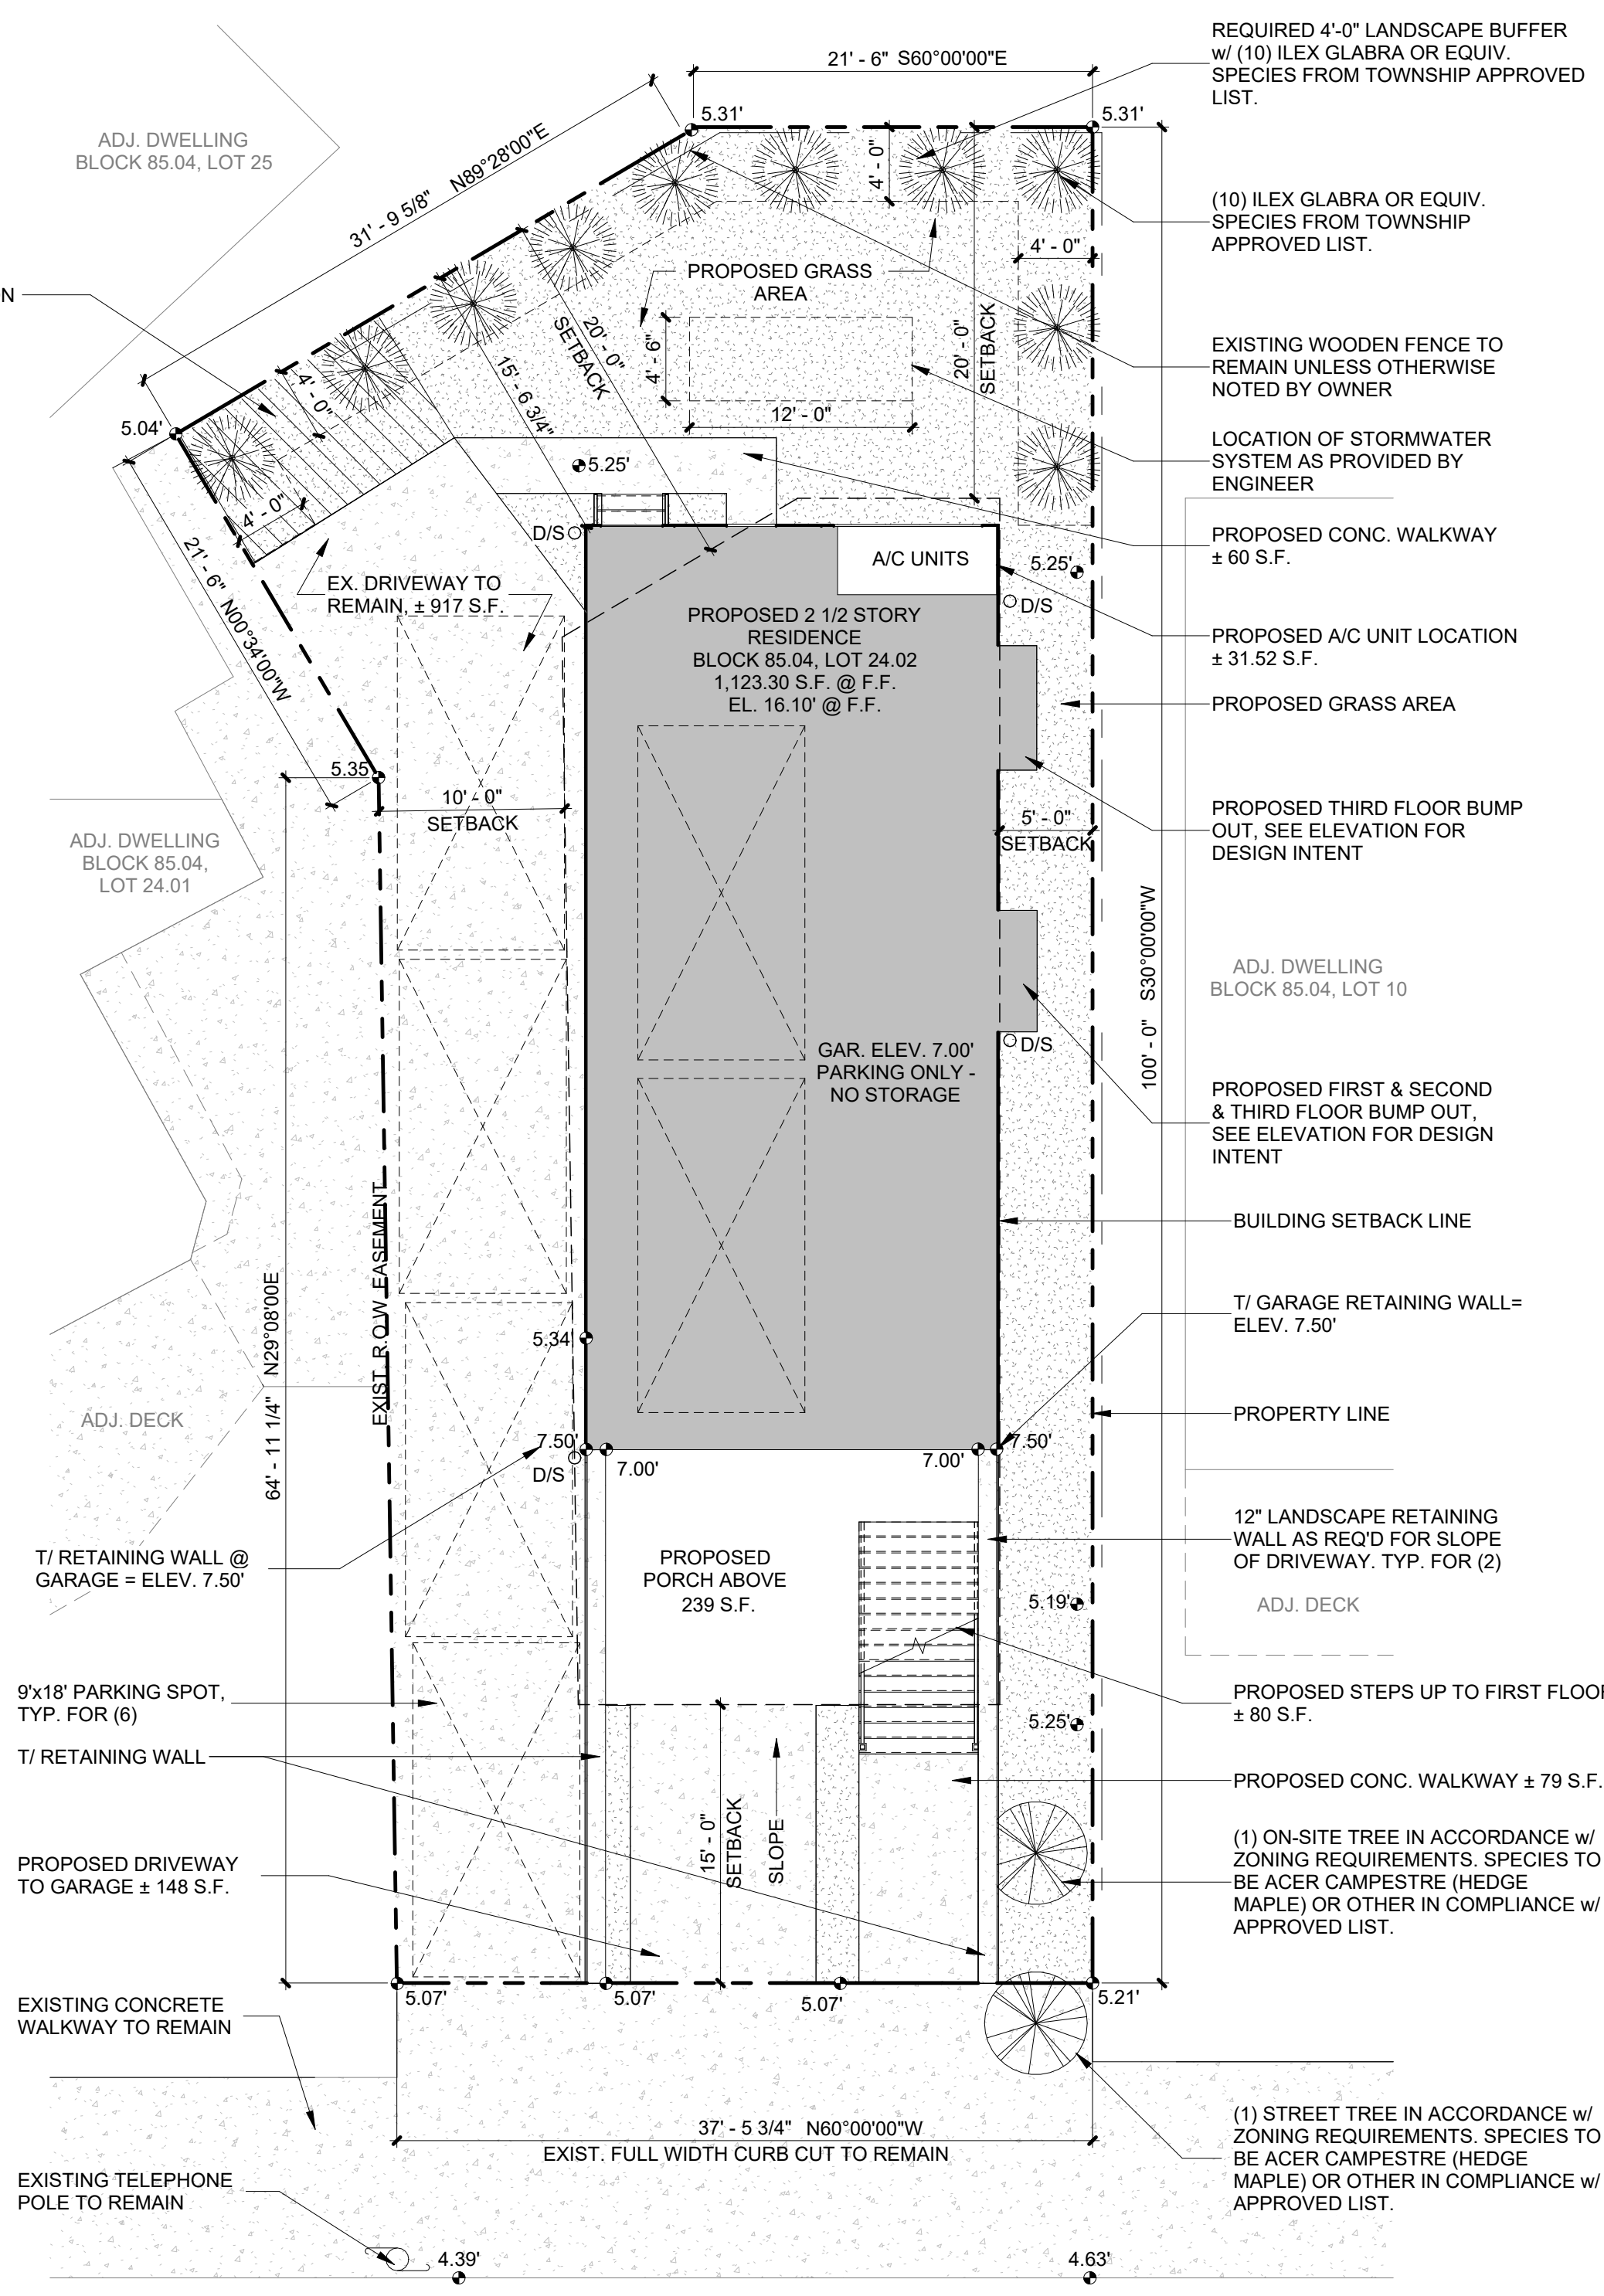 21' - 6" S60°00'00"E
REQUIRED 4'-0" LANDSCAPE BUFFER
w/ (10) ILEX GLABRA OR EQUIV.
SPECIES FROM TOWNSHIP APPROVED
LIST.
5.31'
5.31'
ADJ. DWELLING
BLOCK 85.04, LOT 25
31' - 9 5/8" N89°28'00"E
4' - 0"
(10) ILEX GLABRA OR EQUIV.
SPECIES FROM TOWNSHIP
APPROVED LIST.
4' - 0"
PROPOSED GRASS
AREA
N
20' - 0"
SETBACK
15' - 6 3/4"
4' - 6"
12' - 0"
20' - 0"
SETBACK
EXISTING WOODEN FENCE TO
REMAIN UNLESS OTHERWISE
NOTED BY OWNER
4' - 0"
5.04'
LOCATION OF STORMWATER
SYSTEM AS PROVIDED BY
ENGINEER
5.25'
4' - 0"
D/S
PROPOSED CONC. WALKWAY
± 60 S.F.
A/C UNITS
5.25'
21' - 6" N00°34'00"W
EX. DRIVEWAY TO
REMAIN, ± 917 S.F.
D/S
PROPOSED 2 1/2 STORY
RESIDENCE
BLOCK 85.04, LOT 24.02
1,123.30 S.F. @ F.F.
EL. 16.10' @ F.F.
PROPOSED A/C UNIT LOCATION
± 31.52 S.F.
PROPOSED GRASS AREA
5.35
10' - 0"
SETBACK
5' - 0"
SETBACK
PROPOSED THIRD FLOOR BUMP
OUT, SEE ELEVATION FOR
DESIGN INTENT
ADJ. DWELLING
BLOCK 85.04,
LOT 24.01
100' - 0" S30°00'00"W
ADJ. DWELLING
BLOCK 85.04, LOT 10
GAR. ELEV. 7.00'
PARKING ONLY -
NO STORAGE
D/S
PROPOSED FIRST & SECOND
& THIRD FLOOR BUMP OUT,
SEE ELEVATION FOR DESIGN
INTENT
EXIST. R.O.W. EASEMENT
BUILDING SETBACK LINE
64' - 11 1/4" N29°08'00E
5.34
T/ GARAGE RETAINING WALL=
ELEV. 7.50'
ADJ. DECK
PROPERTY LINE
7.50'
7.00'
7.00'
7.50'
D/S
T/ RETAINING WALL @
GARAGE = ELEV. 7.50'
PROPOSED
PORCH ABOVE
239 S.F.
12" LANDSCAPE RETAINING
WALL AS REQ'D FOR SLOPE
OF DRIVEWAY. TYP. FOR (2)
5.19'
ADJ. DECK
9'x18' PARKING SPOT,
TYP. FOR (6)
PROPOSED STEPS UP TO FIRST FLOOR
± 80 S.F.
5.25'
T/ RETAINING WALL
PROPOSED CONC. WALKWAY ± 79 S.F.
15' - 0"
SETBACK
SLOPE
PROPOSED DRIVEWAY
TO GARAGE ± 148 S.F.
(1) ON-SITE TREE IN ACCORDANCE w/
ZONING REQUIREMENTS. SPECIES TO
BE ACER CAMPESTRE (HEDGE
MAPLE) OR OTHER IN COMPLIANCE w/
APPROVED LIST.
5.07'
5.07'
5.07'
5.21'
EXISTING CONCRETE
WALKWAY TO REMAIN
37' - 5 3/4" N60°00'00"W
EXIST. FULL WIDTH CURB CUT TO REMAIN
(1) STREET TREE IN ACCORDANCE w/
ZONING REQUIREMENTS. SPECIES TO
BE ACER CAMPESTRE (HEDGE
MAPLE) OR OTHER IN COMPLIANCE w/
APPROVED LIST.
EXISTING TELEPHONE
POLE TO REMAIN
4.39'
4.63'